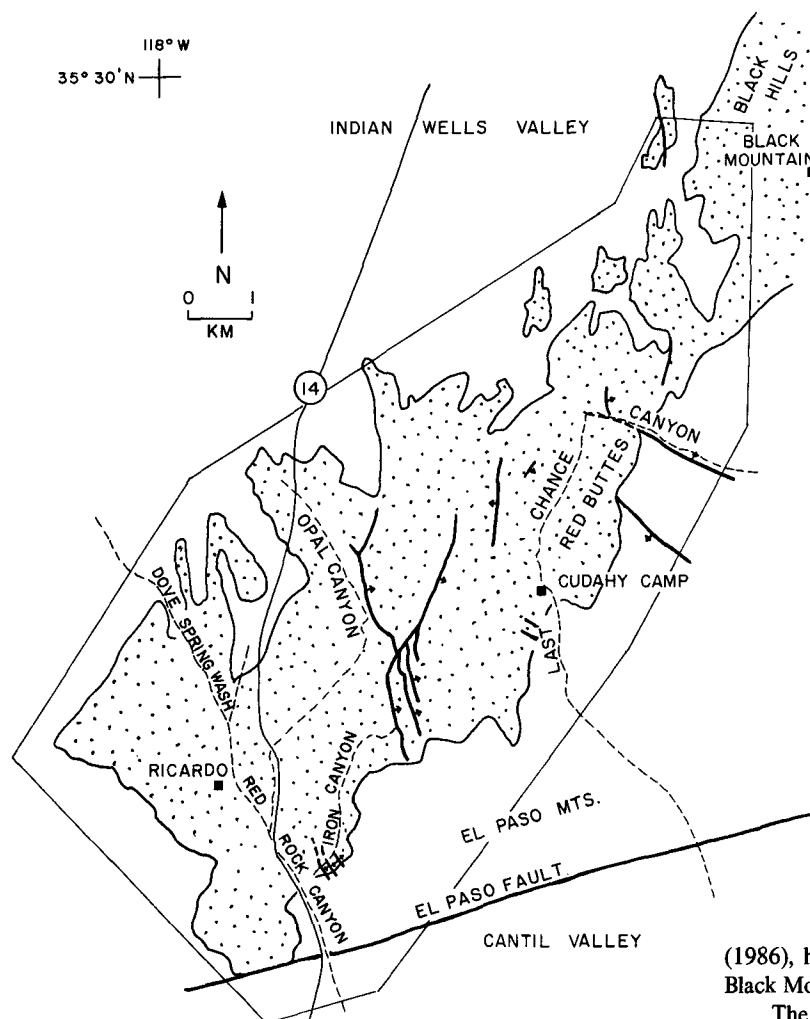 118° W
35° 30'N
INDIAN WELLS VALLEY
BLACK
HILLS
BLACK
MOUNTAIN
N
0 1
KM
14
CANYON
CHANCE
RED BUTTES
OPAL CANYON
CUDAHY CAMP
DOVE SPRING WASH
LAST
RICARDO
RED
IRON CANYON
ROCK CANYON
EL PASO MTS.
EL PASO FAULT
CANTIL VALLEY
(1986),
Black
The